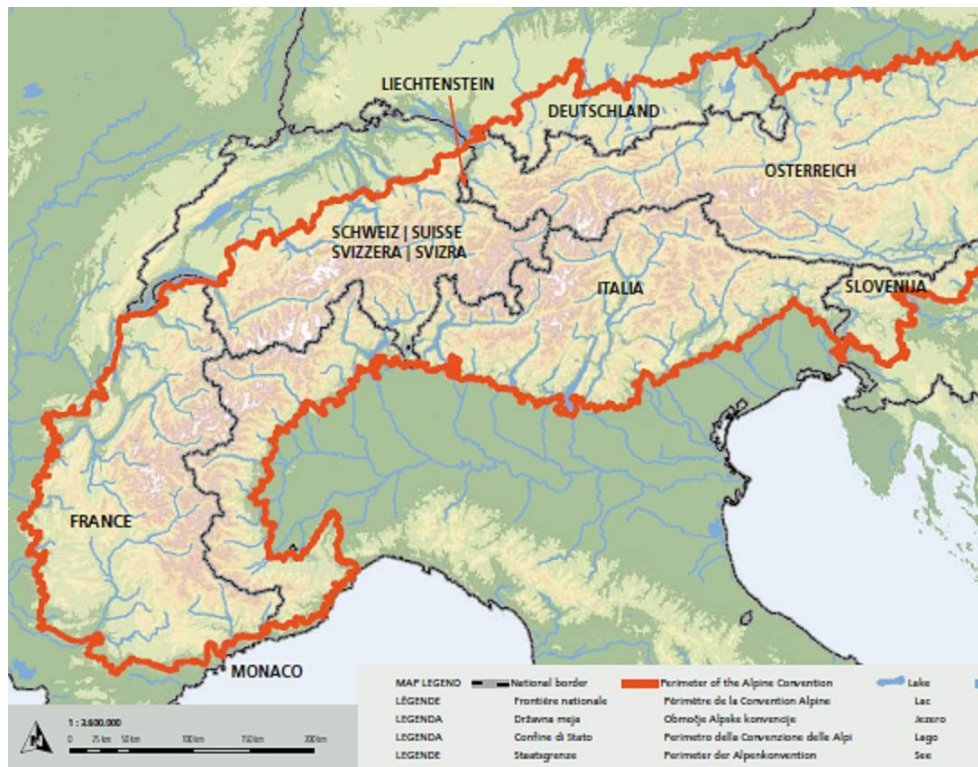 LIECHTENSTEIN
DEUTSCHLAND
ÖSTERREICH
SCHWEIZ | SUISSE
SVIZZERA | SVIZRA
ITALIA
SLOVENIJA
FRANCE
MONACO
MAP LEGEND National border Perimeter of the Alpine Convention Lake
LÉGENDE Frontière nationale Périmètre de la Convention Alpine Lac
LEGENDA Državna meja Območje Alpske konvencije Jezero
LEGENDA Confine di Stato Perimetro della Convenzione delle Alpi Lago
LEGENDE Staatsgrenze Perimeter der Alpenkonvention See
1 : 3.600.000
0 25 km 50 km 100 km 150 km 200 km
N